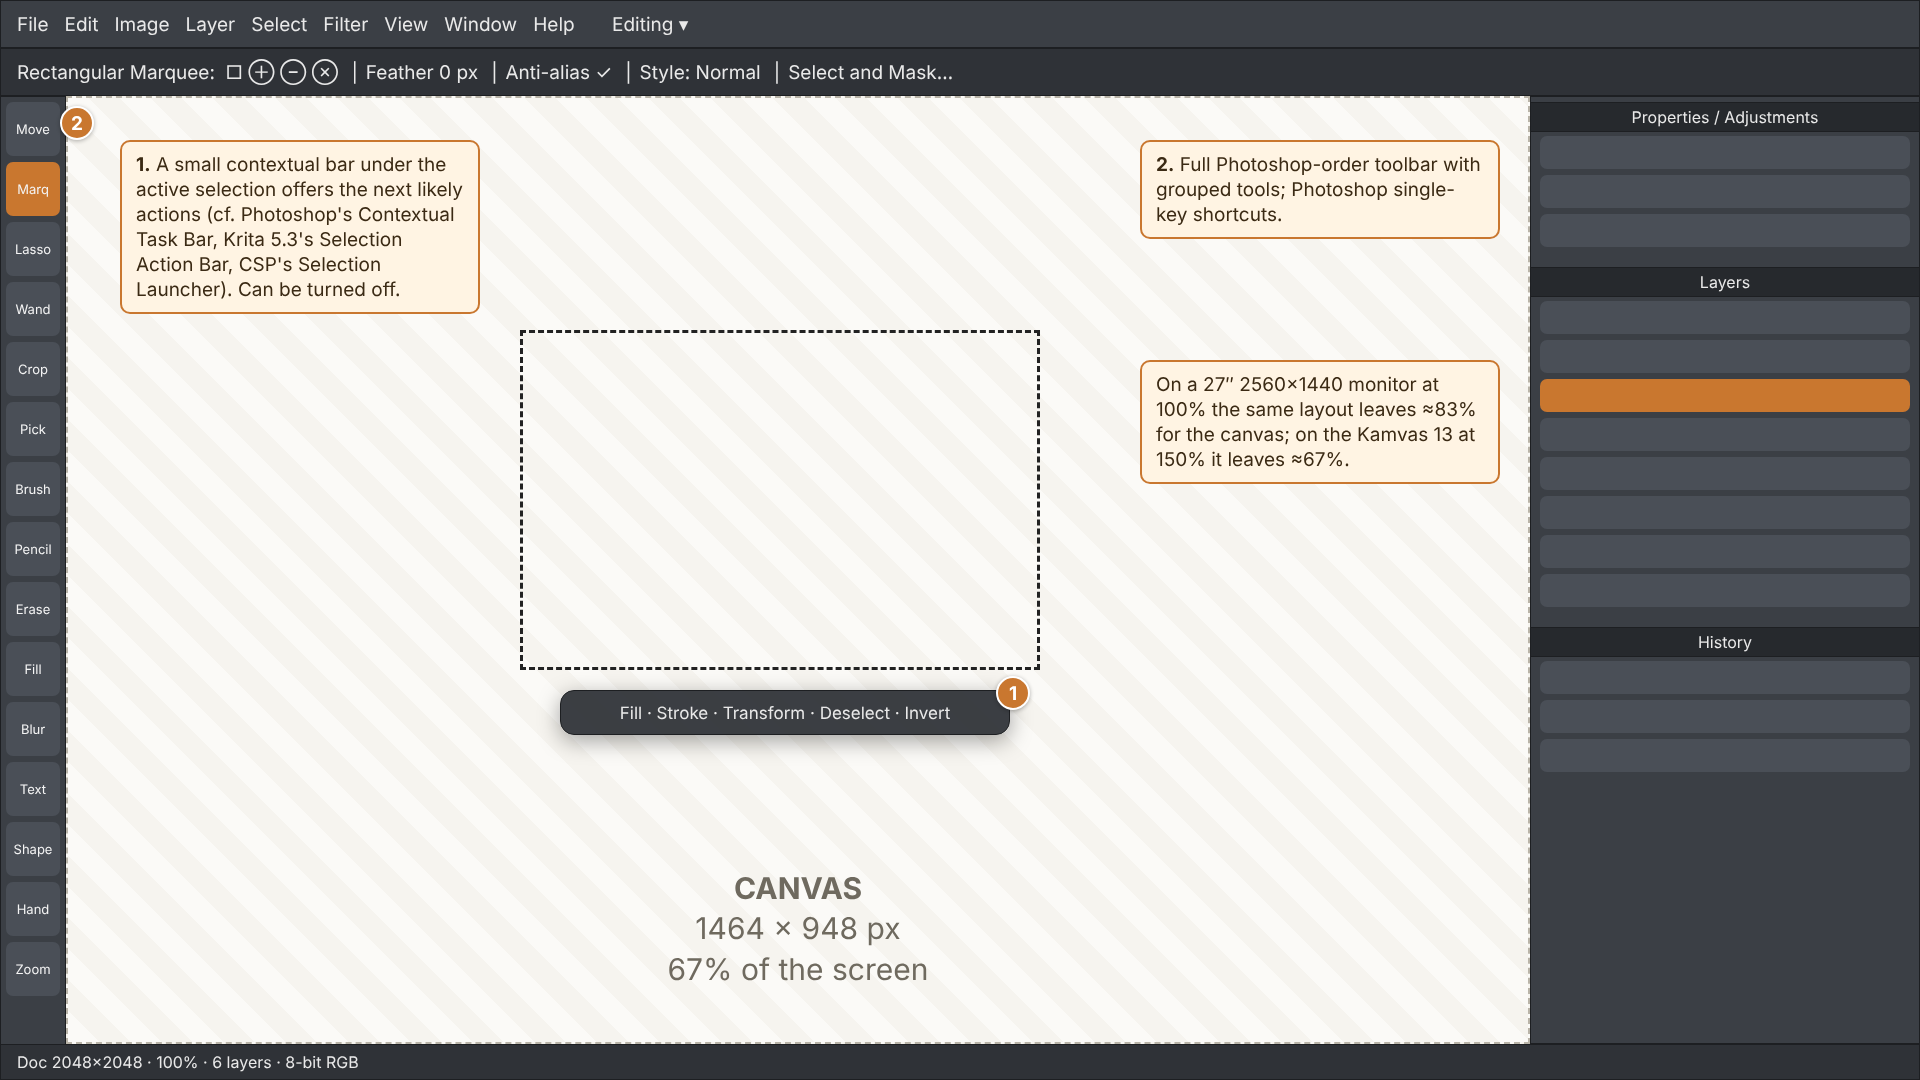 File Edit Image Layer Select Filter View Window Help Editing ▾
Rectangular Marquee: □ ⊕ ⊖ ⊗ | Feather 0 px | Anti-alias ✓ | Style: Normal | Select and Mask…
Move
Marq
Lasso
Wand
Crop
Pick
Brush
Pencil
Erase
Fill
Blur
Text
Shape
Hand
Zoom
2
1. A small contextual bar under the
active selection offers the next likely
actions (cf. Photoshop's Contextual
Task Bar, Krita 5.3's Selection
Action Bar, CSP's Selection
Launcher). Can be turned off.
2. Full Photoshop-order toolbar with
grouped tools; Photoshop single-
key shortcuts.
On a 27″ 2560×1440 monitor at
100% the same layout leaves ≈83%
for the canvas; on the Kamvas 13 at
150% it leaves ≈67%.
1
Fill · Stroke · Transform · Deselect · Invert
CANVAS
1464 × 948 px
67% of the screen
Properties / Adjustments
Layers
History
Doc 2048×2048 · 100% · 6 layers · 8-bit RGB